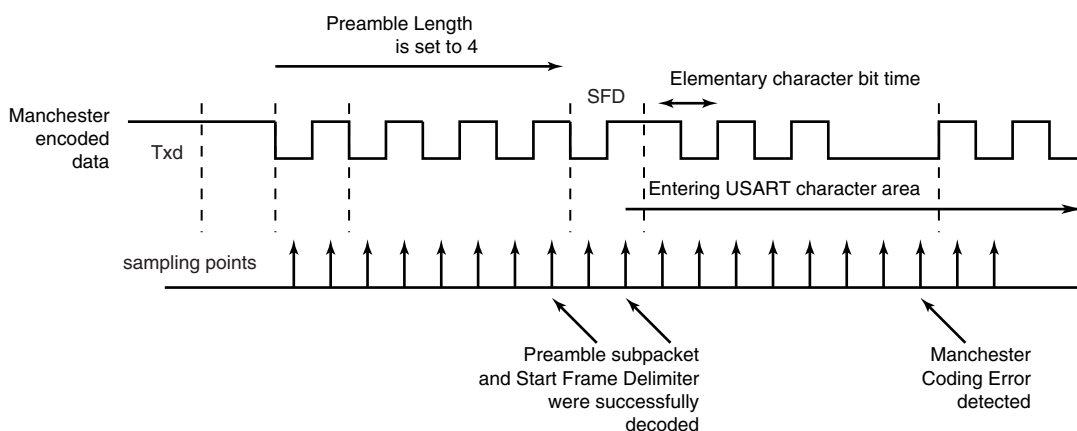 Preamble Length
is set to 4
Elementary character bit time
SFD
Manchester
encoded
data
Txd
Entering USART character area
sampling points
Preamble subpacket
and Start Frame Delimiter
were successfully
decoded
Manchester
Coding Error
detected